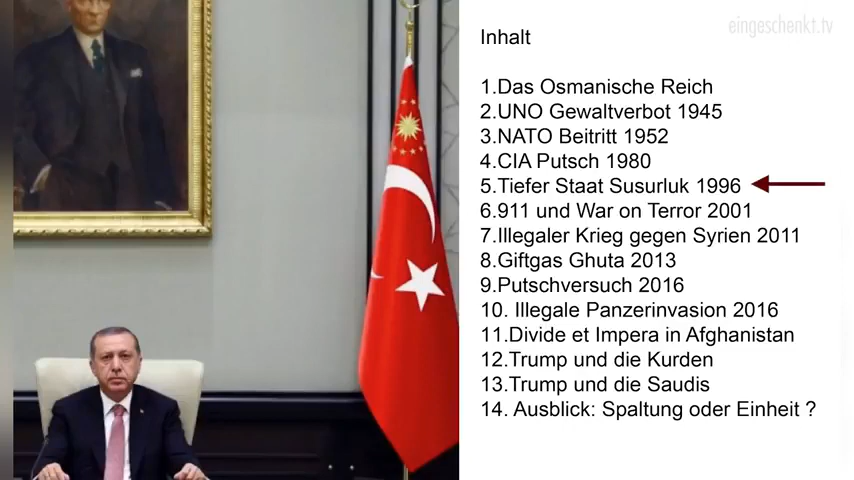 eingeschenkt.tv
Inhalt
1.Das Osmanische Reich
2.UNO Gewaltverbot 1945
3.NATO Beitritt 1952
4.CIA Putsch 1980
5.Tiefer Staat Susurluk 1996
6.911 und War on Terror 2001
7.Illegaler Krieg gegen Syrien 2011
8.Giftgas Ghuta 2013
9.Putschversuch 2016
10. Illegale Panzerinvasion 2016
11.Divide et Impera in Afghanistan
12.Trump und die Kurden
13.Trump und die Saudis
14. Ausblick: Spaltung oder Einheit ?